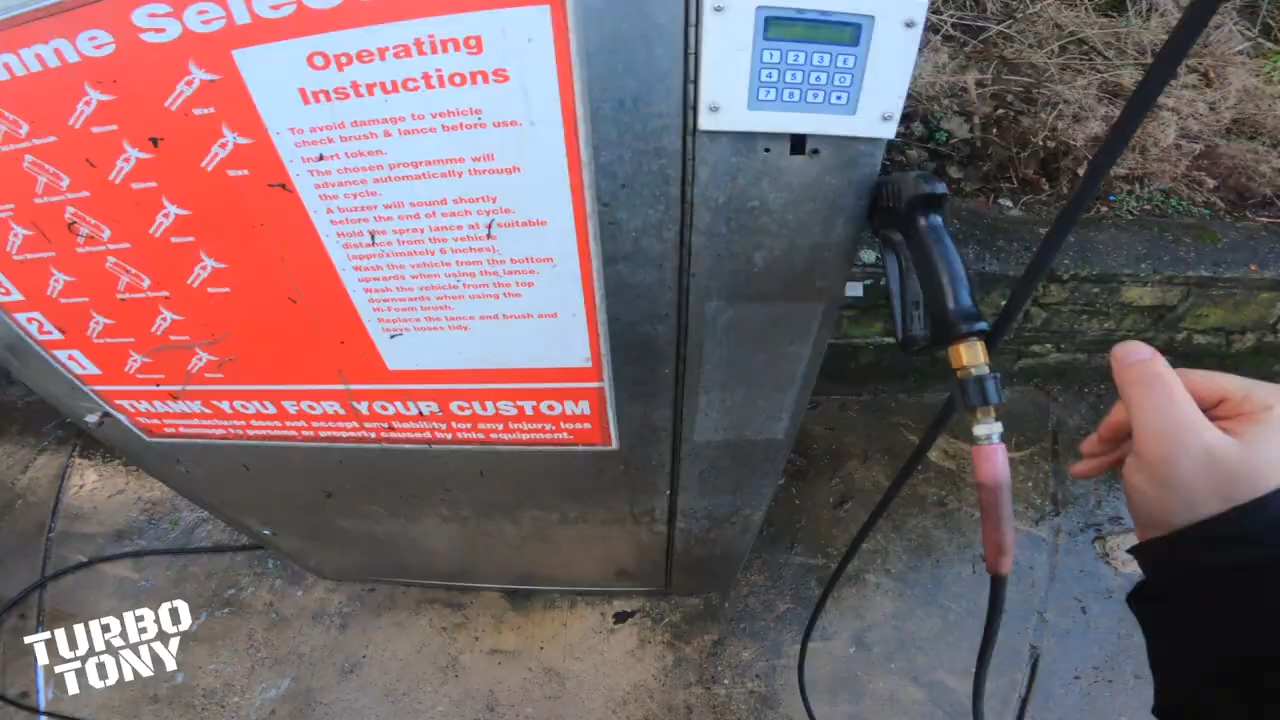 mme Select
Operating
Instructions
To avoid damage to vehicle
check brush & lance before use.
Insert token.
The chosen programme will
advance automatically through
the cycle.
A buzzer will sound shortly
before the end of each cycle.
Hold the spray lance at a suitable
distance from the vehicle
(approximately 6 inches).
Wash the vehicle from the bottom
upwards when using the lance.
Wash the vehicle from the top
downwards when using the
Hi-Foam brush.
Replace the lance and brush and
leave hoses tidy.
Wax
Wax
3
2
1
THANK YOU FOR YOUR CUSTOM
The manufacturer does not accept any liability for any injury, loss
or damage to persons or property caused by this equipment.
1 2 3 E
4 5 6 0
7 8 9 *
TURBO
TONY